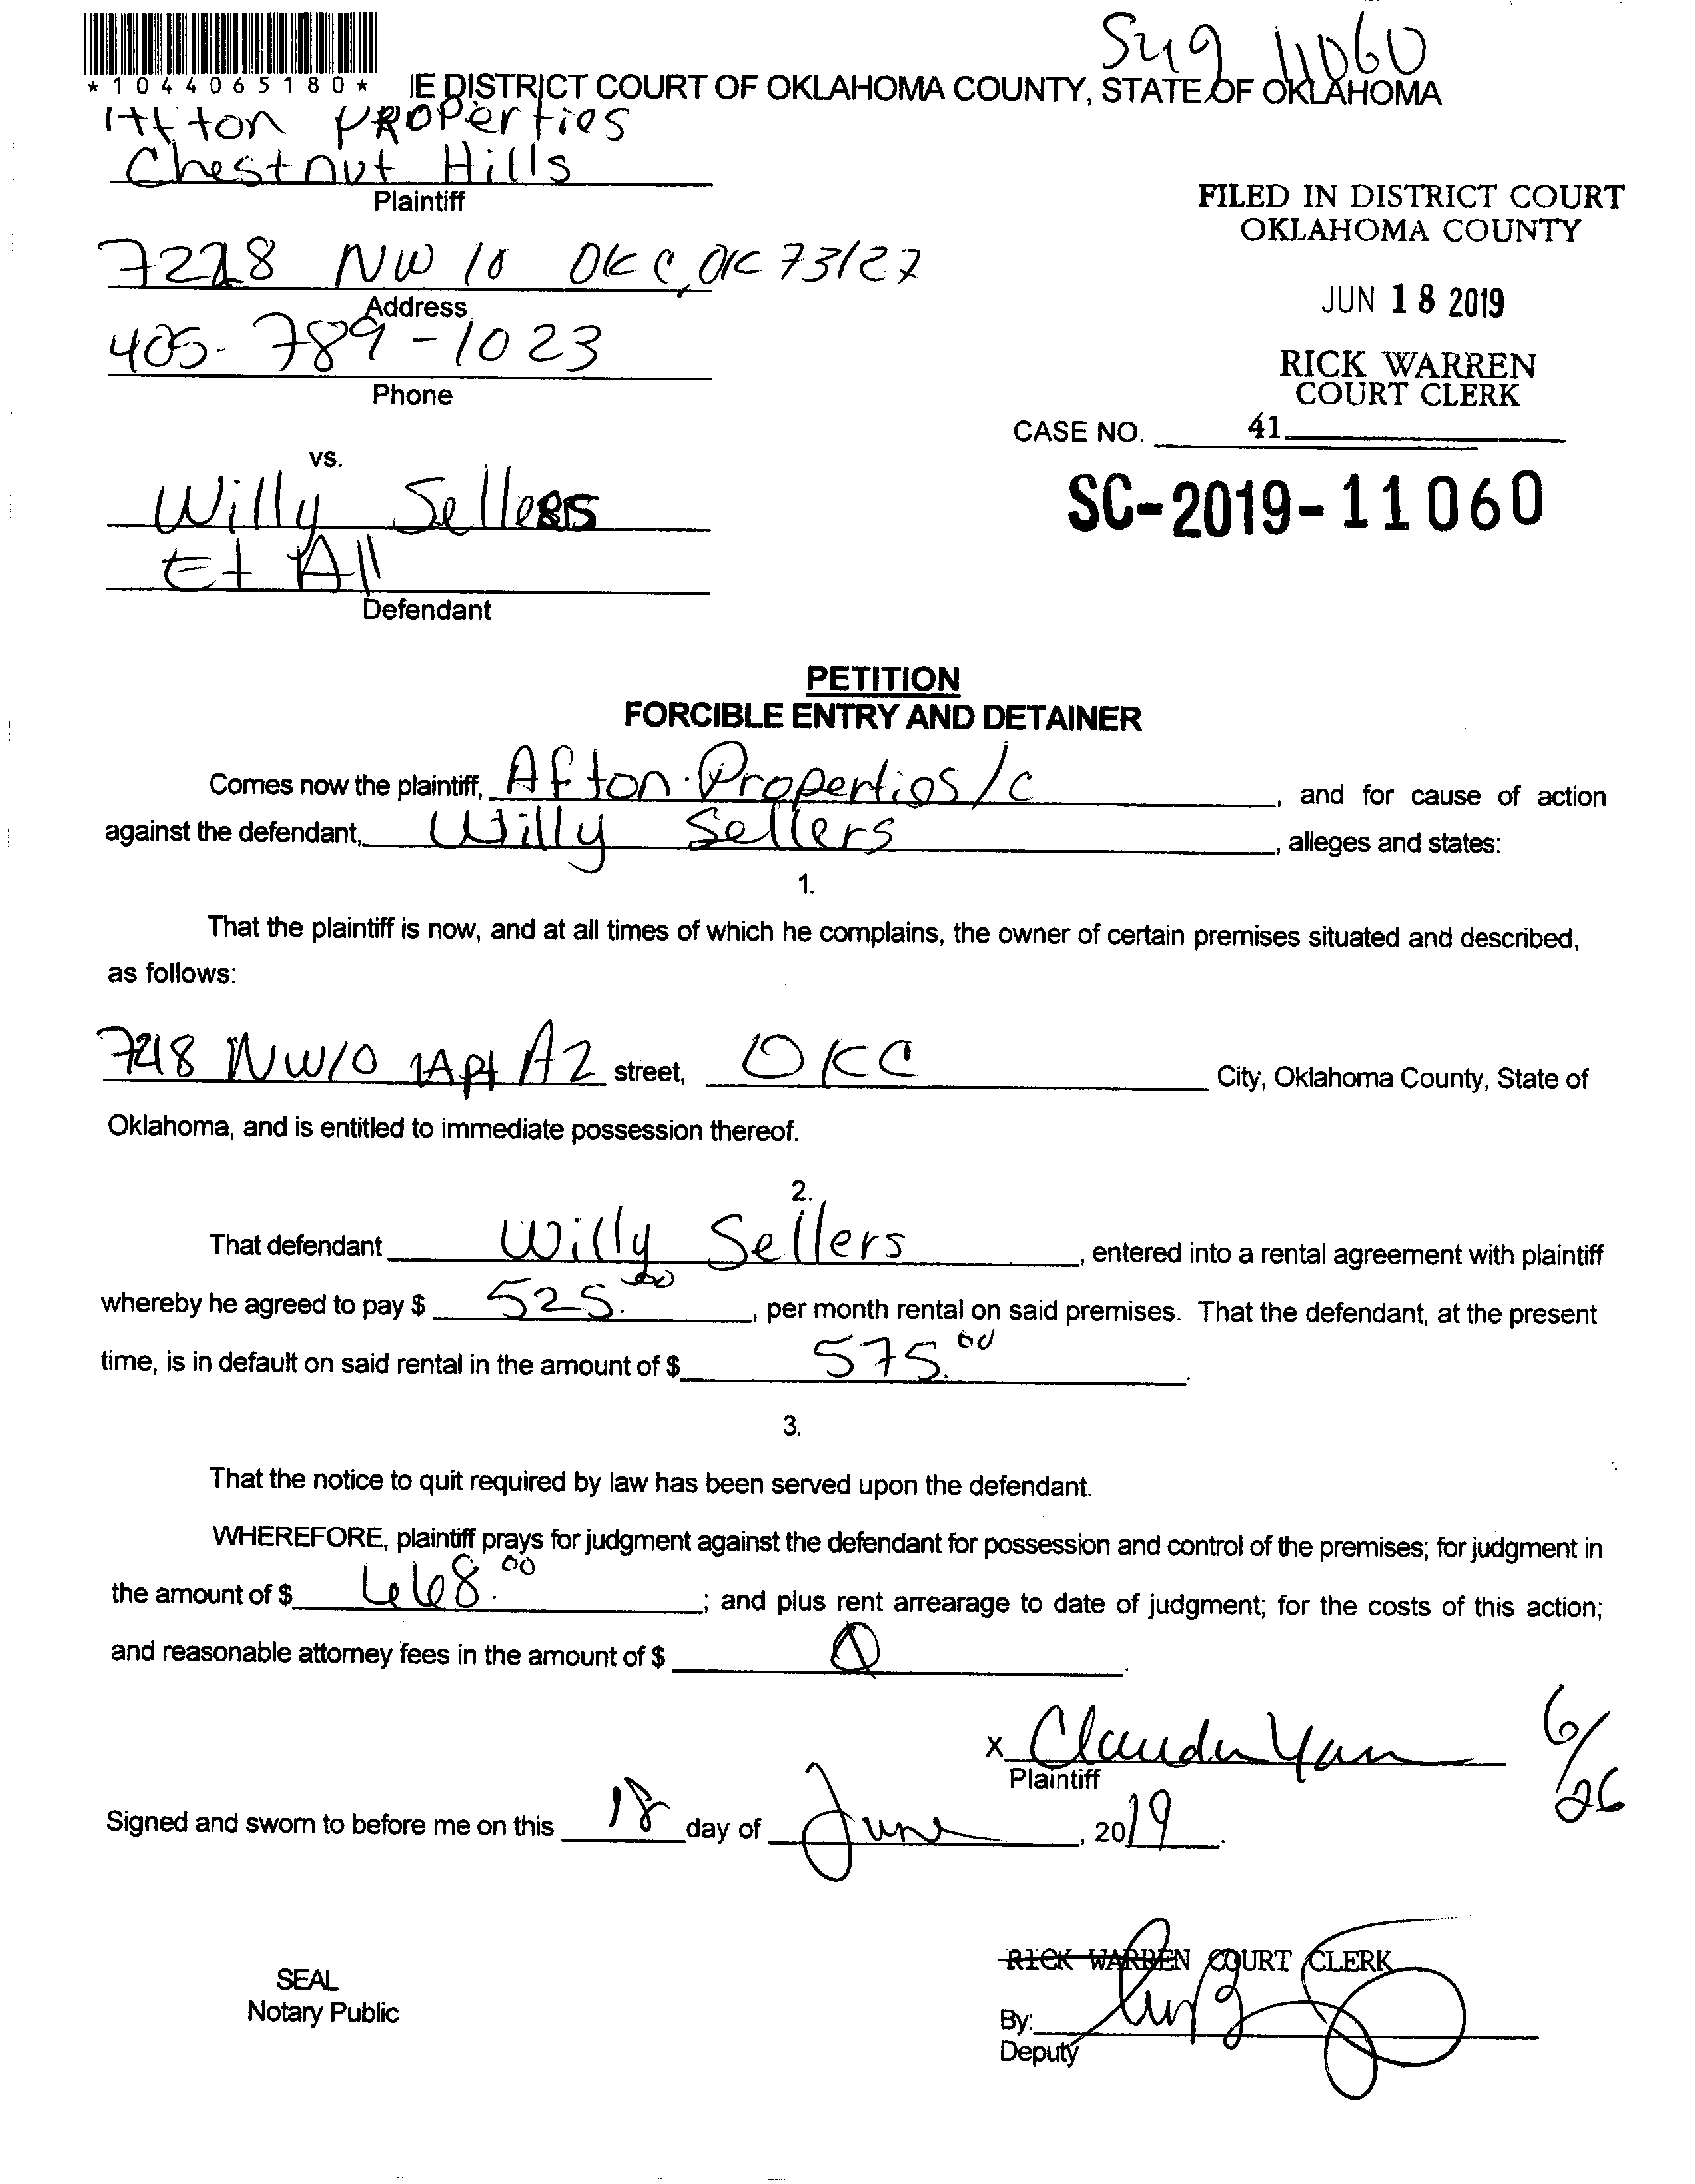 *1044065180*
IE DISTRICT COURT OF OKLAHOMA COUNTY, STATE OF OKLAHOMA
11060
Afton Properties
Chestnut Hills
Plaintiff
FILED IN DISTRICT COURT
OKLAHOMA COUNTY
7218 NW 10 OKC, OK 73127
Address
JUN 18 2019
405-789-1023
Phone
RICK WARREN
COURT CLERK
CASE NO. 41
vs.
SC-2019-11060
Willy Sellers
Et All
Defendant
PETITION
FORCIBLE ENTRY AND DETAINER
Comes now the plaintiff, Afton Properties/c, and for cause of action
against the defendant, Willy Sellers, alleges and states:
1.
That the plaintiff is now, and at all times of which he complains, the owner of certain premises situated and described,
as follows:
7218 NW10 Apt A2 street, OKC City, Oklahoma County, State of
Oklahoma, and is entitled to immediate possession thereof.
2.
That defendant Willy Sellers, entered into a rental agreement with plaintiff
whereby he agreed to pay $ 525.00, per month rental on said premises. That the defendant, at the present
time, is in default on said rental in the amount of $ 575.00.
3.
That the notice to quit required by law has been served upon the defendant.
WHEREFORE, plaintiff prays for judgment against the defendant for possession and control of the premises; for judgment in
the amount of $ 668.00; and plus rent arrearage to date of judgment; for the costs of this action;
and reasonable attorney fees in the amount of $
X
6/26
Plaintiff
Signed and sworn to before me on this 18 day of June, 2019.
RICK WARREN COURT CLERK
SEAL
Notary Public
By:
Deputy